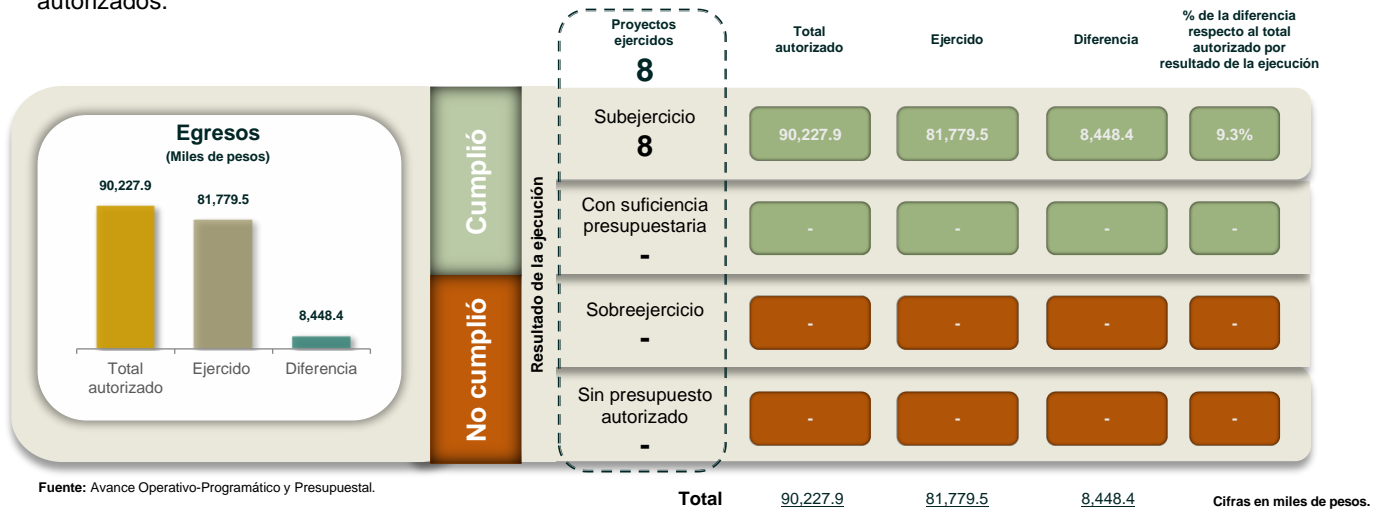 autorizados.
Proyectos
ejercidos
8
Total
autorizado
Ejercido
Diferencia
% de la diferencia
respecto al total
autorizado por
resultado de la ejecución
Egresos
(Miles de pesos)
90,227.9
81,779.5
8,448.4
Total
autorizado
Ejercido
Diferencia
Cumplió
No cumplió
Resultado de la ejecución
Subejercicio
8
90,227.9
81,779.5
8,448.4
9.3%
Con suficiencia
presupuestaria
-
-
-
-
-
Sobreejercicio
-
-
-
-
-
Sin presupuesto
autorizado
-
-
-
-
-
Fuente: Avance Operativo-Programático y Presupuestal.
Total 90,227.9 81,779.5 8,448.4 Cifras en miles de pesos.